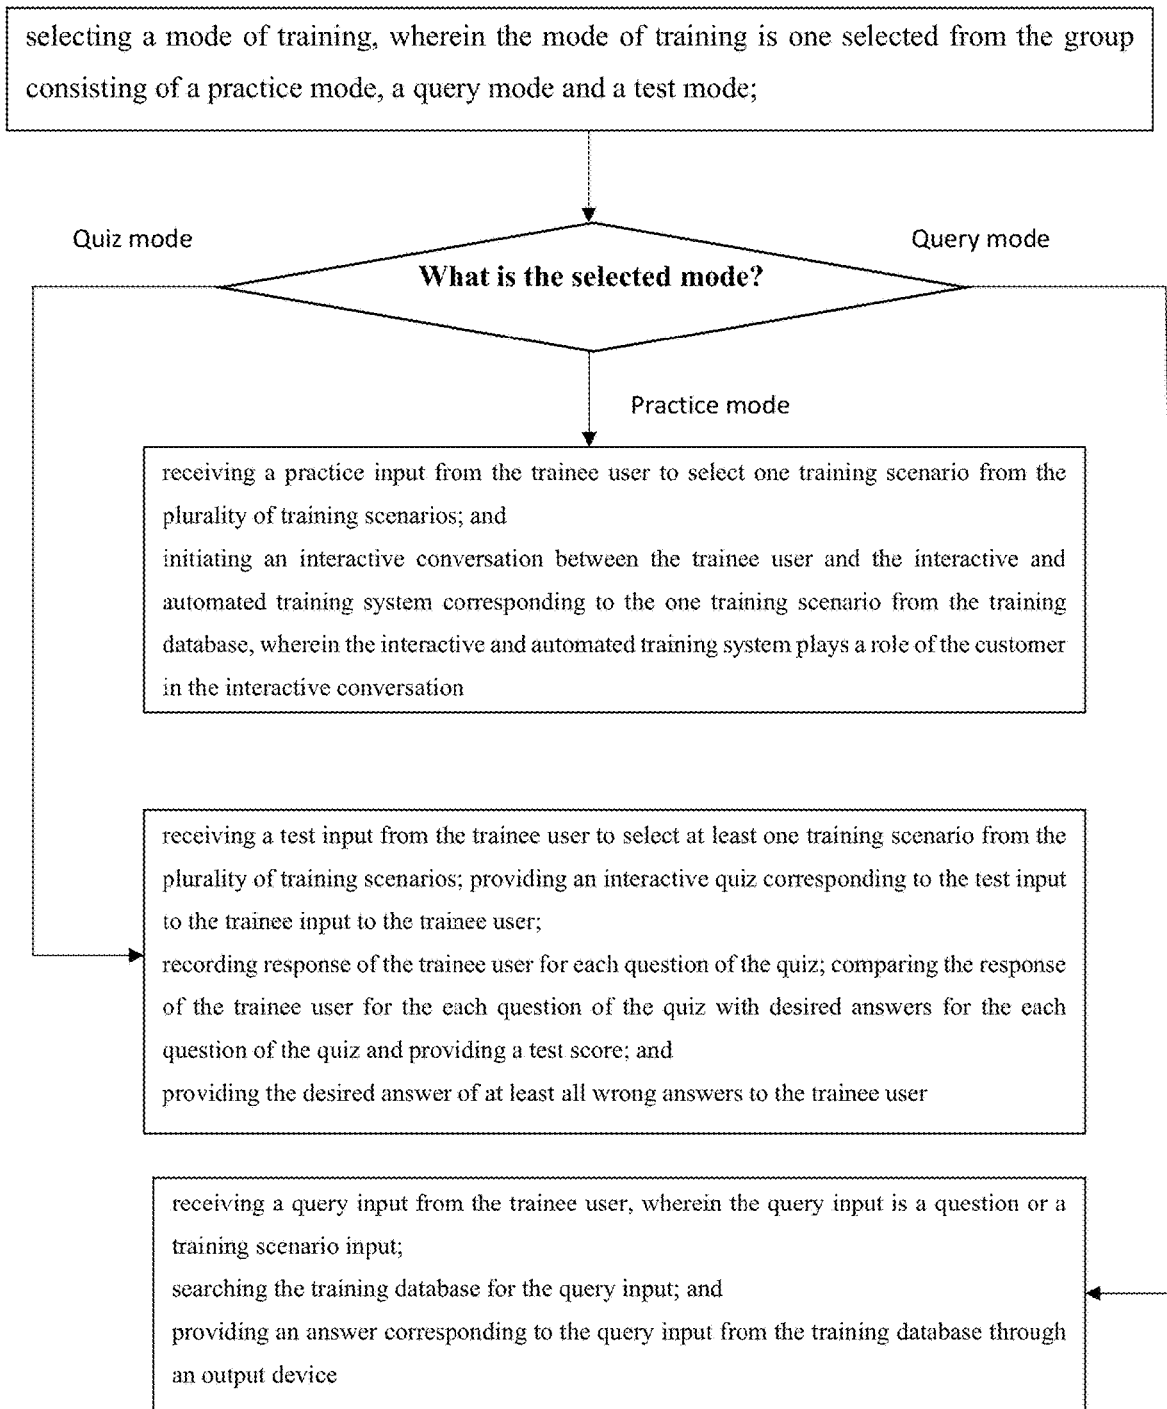 selecting a mode of training, wherein the mode of training is one selected from the group
consisting of a practice mode, a query mode and a test mode;
Quiz mode
Query mode
What is the selected mode?
Practice mode
receiving a practice input from the trainee user to select one training scenario from the
plurality of training scenarios; and
initiating an interactive conversation between the trainee user and the interactive and
automated training system corresponding to the one training scenario from the training
database, wherein the interactive and automated training system plays a role of the customer
in the interactive conversation
receiving a test input from the trainee user to select at least one training scenario from the
plurality of training scenarios; providing an interactive quiz corresponding to the test input
to the trainee input to the trainee user;
recording response of the trainee user for each question of the quiz; comparing the response
of the trainee user for the each question of the quiz with desired answers for the each
question of the quiz and providing a test score; and
providing the desired answer of at least all wrong answers to the trainee user
receiving a query input from the trainee user, wherein the query input is a question or a
training scenario input;
searching the training database for the query input; and
providing an answer corresponding to the query input from the training database through
an output device